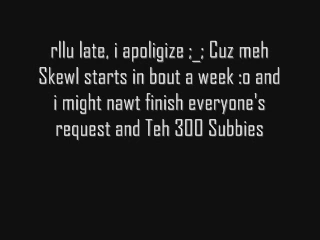 rllu late, i apoligize ;_; Cuz meh
Skewl starts in bout a week :o and
i might nawt finish everyone's
request and Teh 300 Subbies